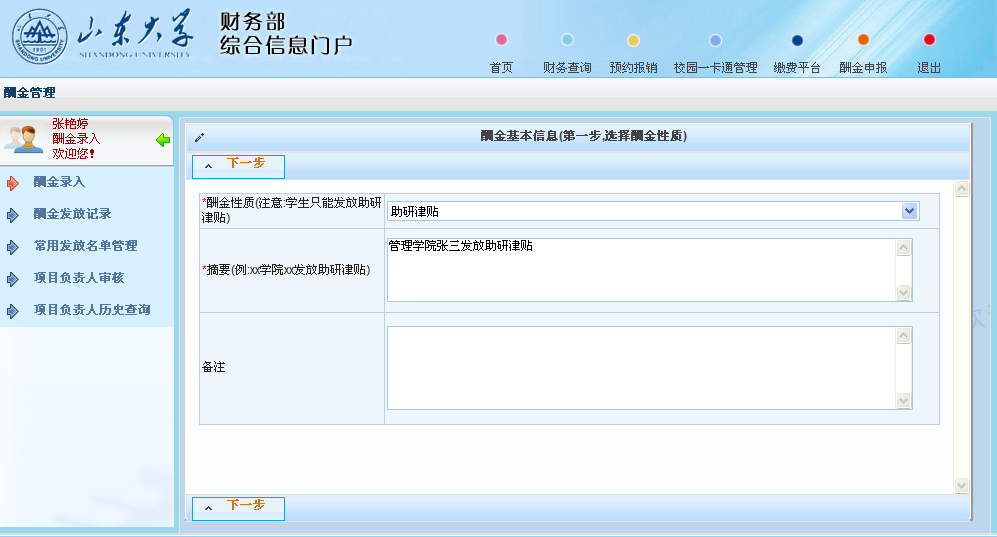 山东大学
SHANDONG UNIVERSITY
SHANDONG UNIVERSITY
1901
财务部
综合信息门户
首页 财务查询 预约报销 校园一卡通管理 缴费平台 酬金申报 退出
酬金管理
张艳婷
酬金录入
欢迎您!
酬金录入
酬金发放记录
常用发放名单管理
项目负责人审核
项目负责人历史查询
酬金基本信息(第一步,选择酬金性质)
下一步
*酬金性质(注意:学生只能发放助研
津贴)
助研津贴
*摘要(例:xx学院xx发放助研津贴)
管理学院张三发放助研津贴
备注
下一步